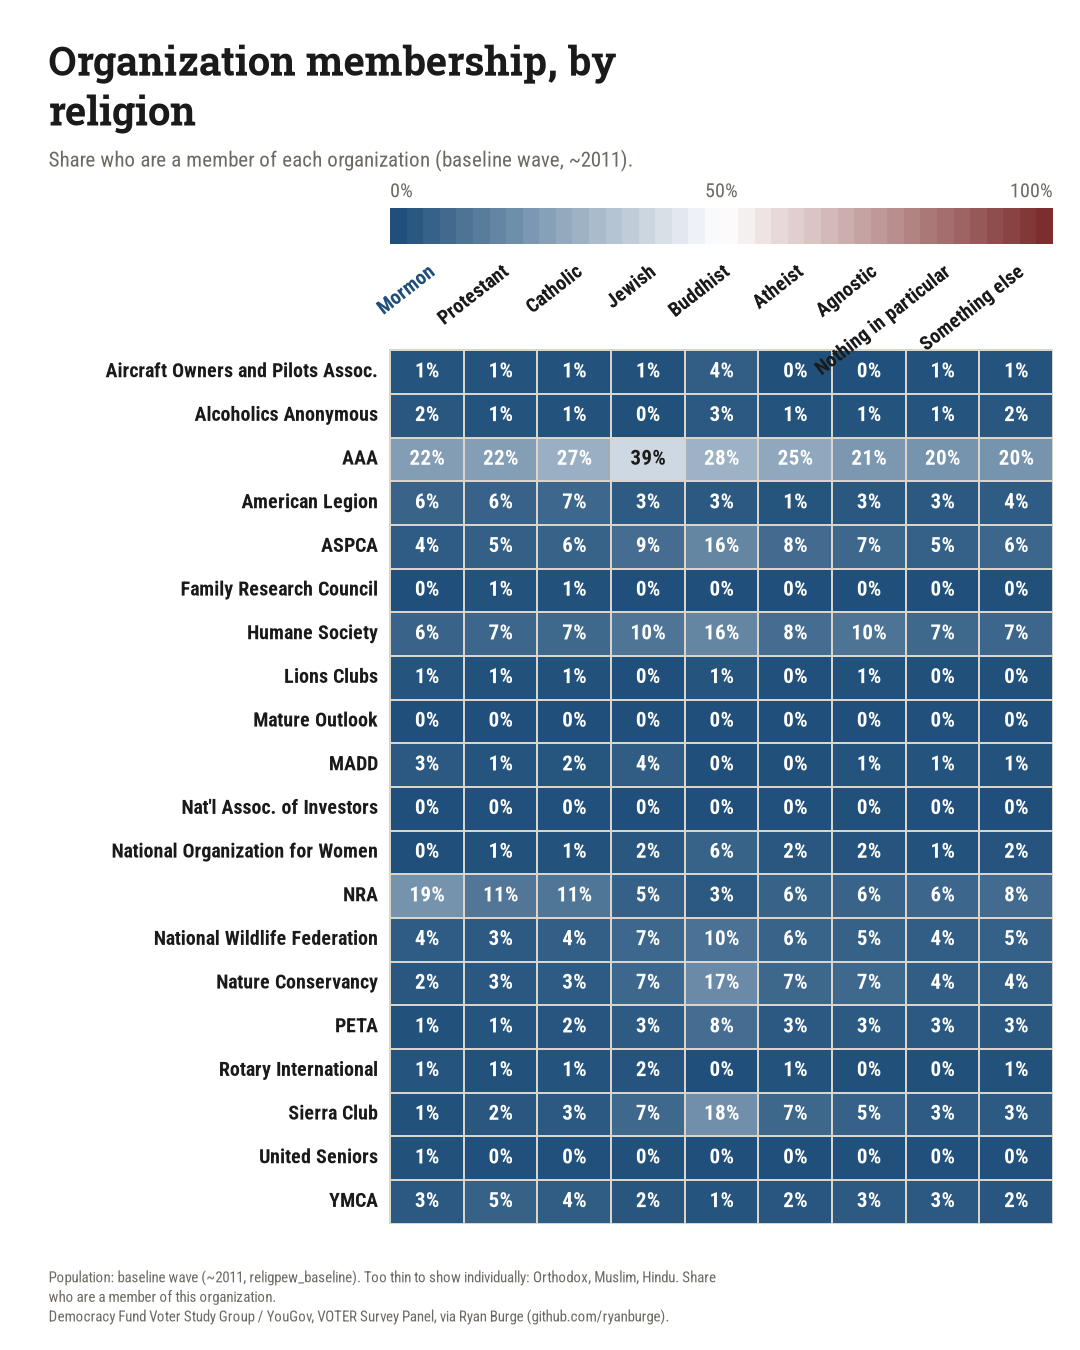 Organization membership, by
religion
Share who are a member of each organization (baseline wave, ~2011).
0% 50% 100%
Mormon Protestant Catholic Jewish Buddhist Atheist Agnostic Nothing in particular Something else
Aircraft Owners and Pilots Assoc. 1% 1% 1% 1% 4% 0% 0% 1% 1%
Alcoholics Anonymous 2% 1% 1% 0% 3% 1% 1% 1% 2%
AAA 22% 22% 27% 39% 28% 25% 21% 20% 20%
American Legion 6% 6% 7% 3% 3% 1% 3% 3% 4%
ASPCA 4% 5% 6% 9% 16% 8% 7% 5% 6%
Family Research Council 0% 1% 1% 0% 0% 0% 0% 0% 0%
Humane Society 6% 7% 7% 10% 16% 8% 10% 7% 7%
Lions Clubs 1% 1% 1% 0% 1% 0% 1% 0% 0%
Mature Outlook 0% 0% 0% 0% 0% 0% 0% 0% 0%
MADD 3% 1% 2% 4% 0% 0% 1% 1% 1%
Nat'l Assoc. of Investors 0% 0% 0% 0% 0% 0% 0% 0% 0%
National Organization for Women 0% 1% 1% 2% 6% 2% 2% 1% 2%
NRA 19% 11% 11% 5% 3% 6% 6% 6% 8%
National Wildlife Federation 4% 3% 4% 7% 10% 6% 5% 4% 5%
Nature Conservancy 2% 3% 3% 7% 17% 7% 7% 4% 4%
PETA 1% 1% 2% 3% 8% 3% 3% 3% 3%
Rotary International 1% 1% 1% 2% 0% 1% 0% 0% 1%
Sierra Club 1% 2% 3% 7% 18% 7% 5% 3% 3%
United Seniors 1% 0% 0% 0% 0% 0% 0% 0% 0%
YMCA 3% 5% 4% 2% 1% 2% 3% 3% 2%
Population: baseline wave (~2011, religpew_baseline). Too thin to show individually: Orthodox, Muslim, Hindu. Share
who are a member of this organization.
Democracy Fund Voter Study Group / YouGov, VOTER Survey Panel, via Ryan Burge (github.com/ryanburge).